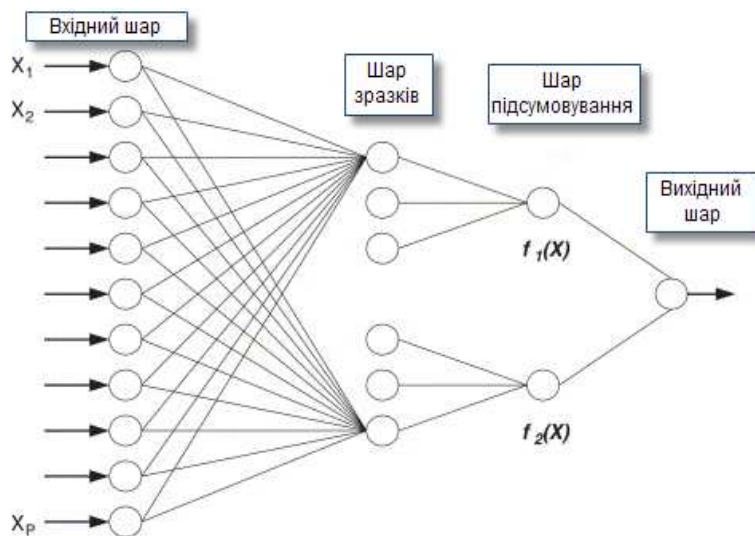 Вхідний шар
Шар
зразків
Шар
підсумовування
Вихідний
шар
X1
X2
XP
f1(X)
f2(X)